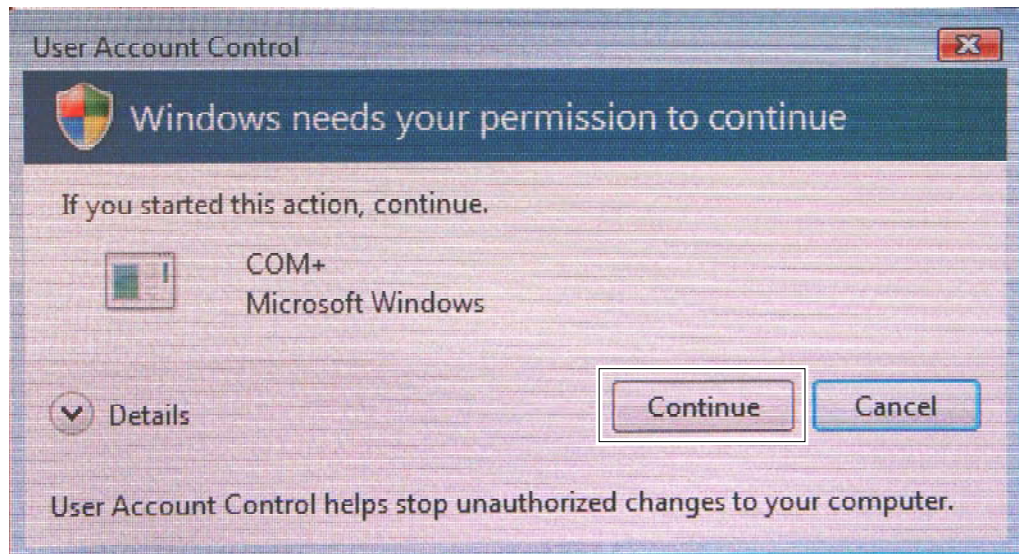 User Account Control
Windows needs your permission to continue
If you started this action, continue.
COM+
Microsoft Windows
Details
Continue
Cancel
User Account Control helps stop unauthorized changes to your computer.